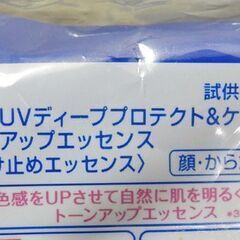 試供
UVディーププロテクト&ケ
アップエッセンス
け止めエッセンス〉
顔・から
色感をUPさせて自然に肌を明るく
トーンアップエッセンス *3